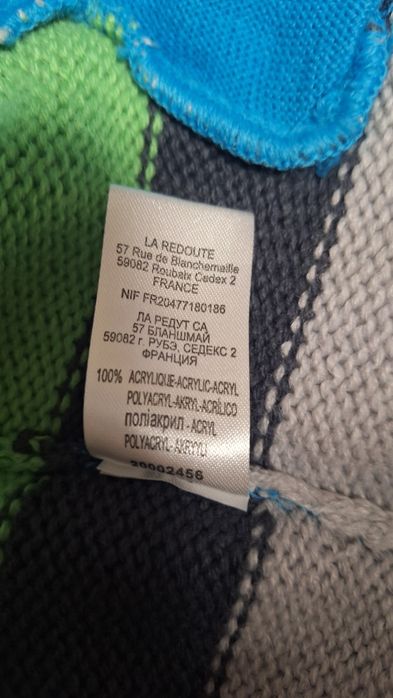 LA REDOUTE
57 Rue de Blanchemaille
59082 Roubaix Cedex 2
FRANCE
NIF FR20477180186
ЛА РЕДУТ СА
57 БЛАНШМАЙ
59082 г. РУБЭ, СЕДЕКС 2
ФРАНЦИЯ
100% ACRYLIQUE-ACRYLIC-ACRYL
POLYACRYL-AKRYL-ACRÍLICO
поліакрил - ACRYL
POLYACRYL- AKRYYLI
20002456